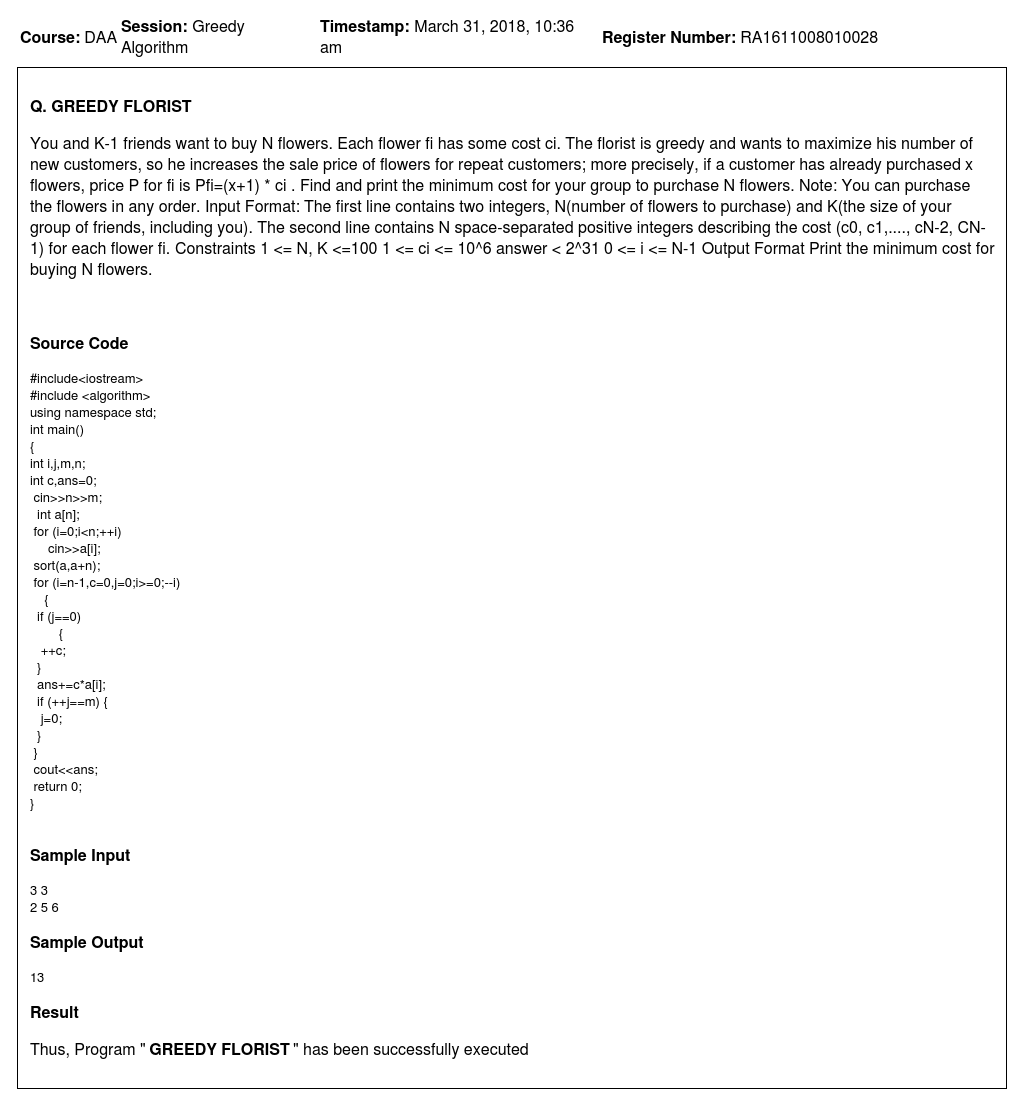 Course: DAA Session: Greedy Algorithm Timestamp: March 31, 2018, 10:36 am Register Number: RA1611008010028
Q. GREEDY FLORIST
You and K-1 friends want to buy N flowers. Each flower fi has some cost ci. The florist is greedy and wants to maximize his number of
new customers, so he increases the sale price of flowers for repeat customers; more precisely, if a customer has already purchased x
flowers, price P for fi is Pfi=(x+1) * ci . Find and print the minimum cost for your group to purchase N flowers. Note: You can purchase
the flowers in any order. Input Format: The first line contains two integers, N(number of flowers to purchase) and K(the size of your
group of friends, including you). The second line contains N space-separated positive integers describing the cost (c0, c1,...., cN-2, CN-
1) for each flower fi. Constraints 1 <= N, K <=100 1 <= ci <= 10^6 answer < 2^31 0 <= i <= N-1 Output Format Print the minimum cost for
buying N flowers.
Source Code
#include<iostream>
#include <algorithm>
using namespace std;
int main()
{
int i,j,m,n;
int c,ans=0;
cin>>n>>m;
int a[n];
for (i=0;i<n;++i)
cin>>a[i];
sort(a,a+n);
for (i=n-1,c=0,j=0;i>=0;--i)
{
if (j==0)
{
++c;
}
ans+=c*a[i];
if (++j==m) {
j=0;
}
}
cout<<ans;
return 0;
}
Sample Input
3 3
2 5 6
Sample Output
13
Result
Thus, Program " GREEDY FLORIST " has been successfully executed